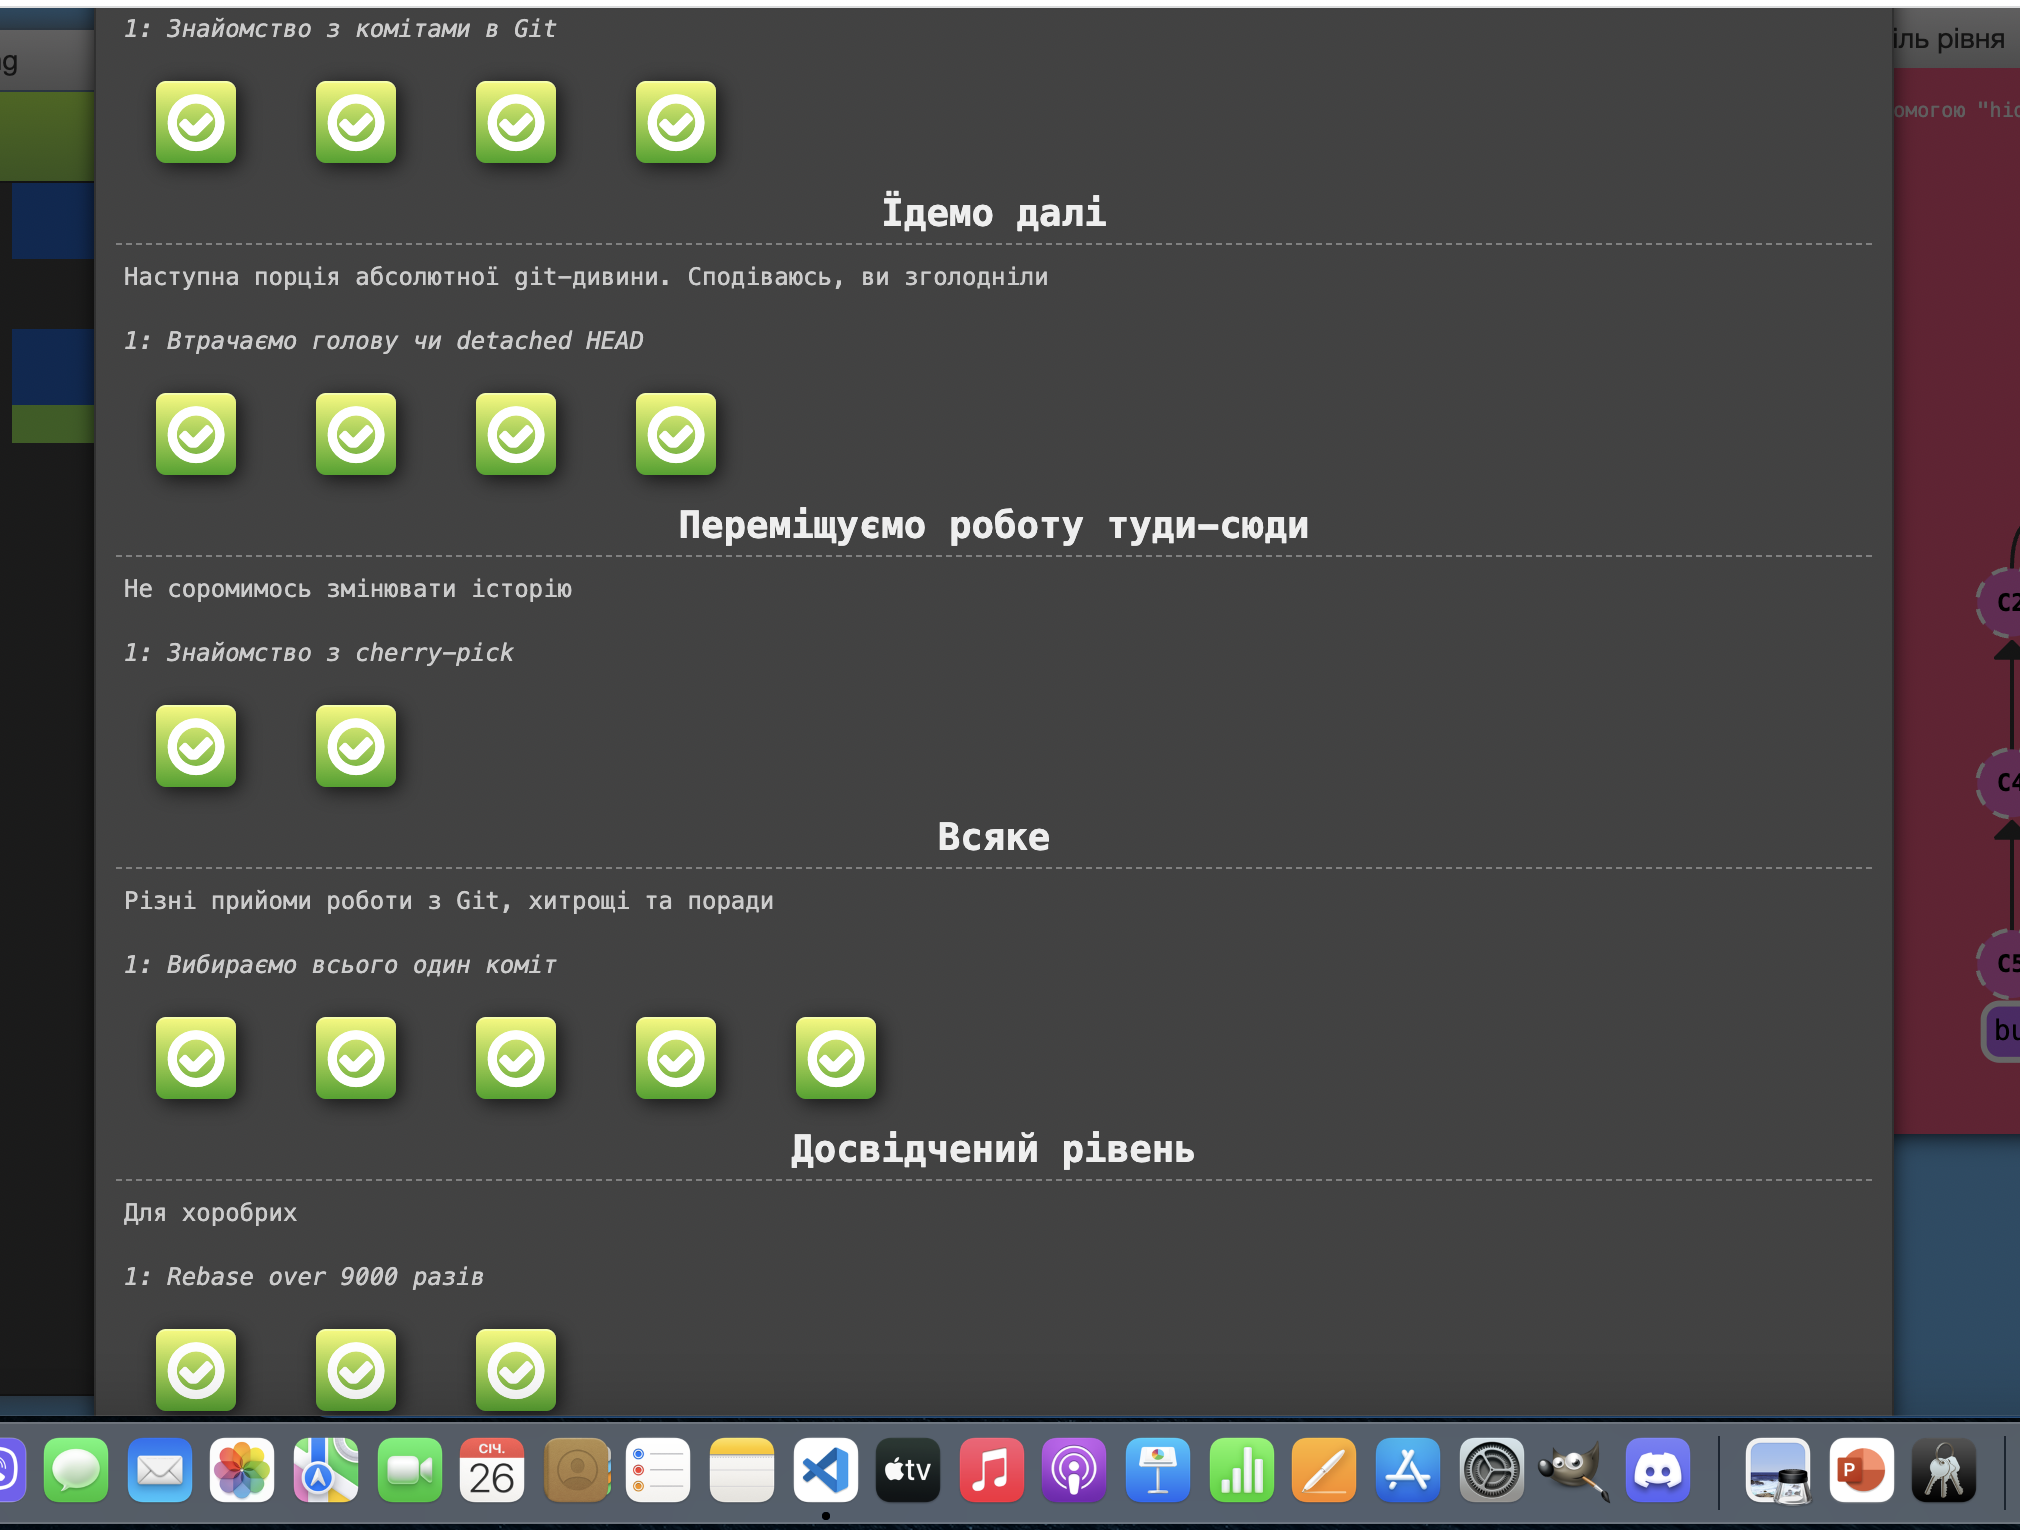 1: Знайомство з комітами в Git
іль рівня
омогою "hid
Їдемо далі
Наступна порція абсолютної git-дивини. Сподіваюсь, ви зголодніли
1: Втрачаємо голову чи detached HEAD
Переміщуємо роботу туди-сюди
Не соромимось змінювати історію
1: Знайомство з cherry-pick
C2
C4
Всяке
Різні прийоми роботи з Git, хитрощі та поради
1: Вибираємо всього один коміт
C5
bu
Досвідчений рівень
Для хоробрих
1: Rebase over 9000 разів
СІЧ.
26
tv
P